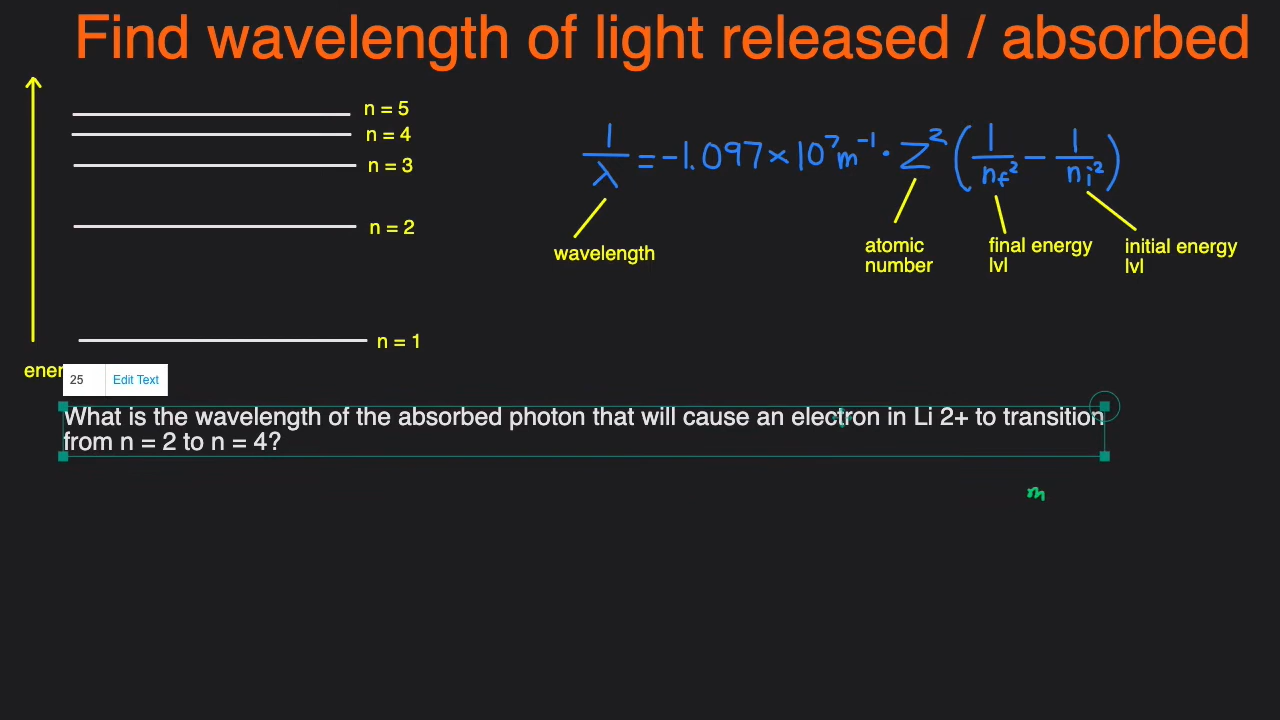 Find wavelength of light released / absorbed
n = 5
n = 4
n = 3
n = 2
n = 1
1/λ = -1.097 × 10⁷ m⁻¹ · Z² (1/nf² - 1/ni²)
wavelength
atomic
number
final energy
lvl
initial energy
lvl
25 Edit Text
What is the wavelength of the absorbed photon that will cause an electron in Li 2+ to transition
from n = 2 to n = 4?
m